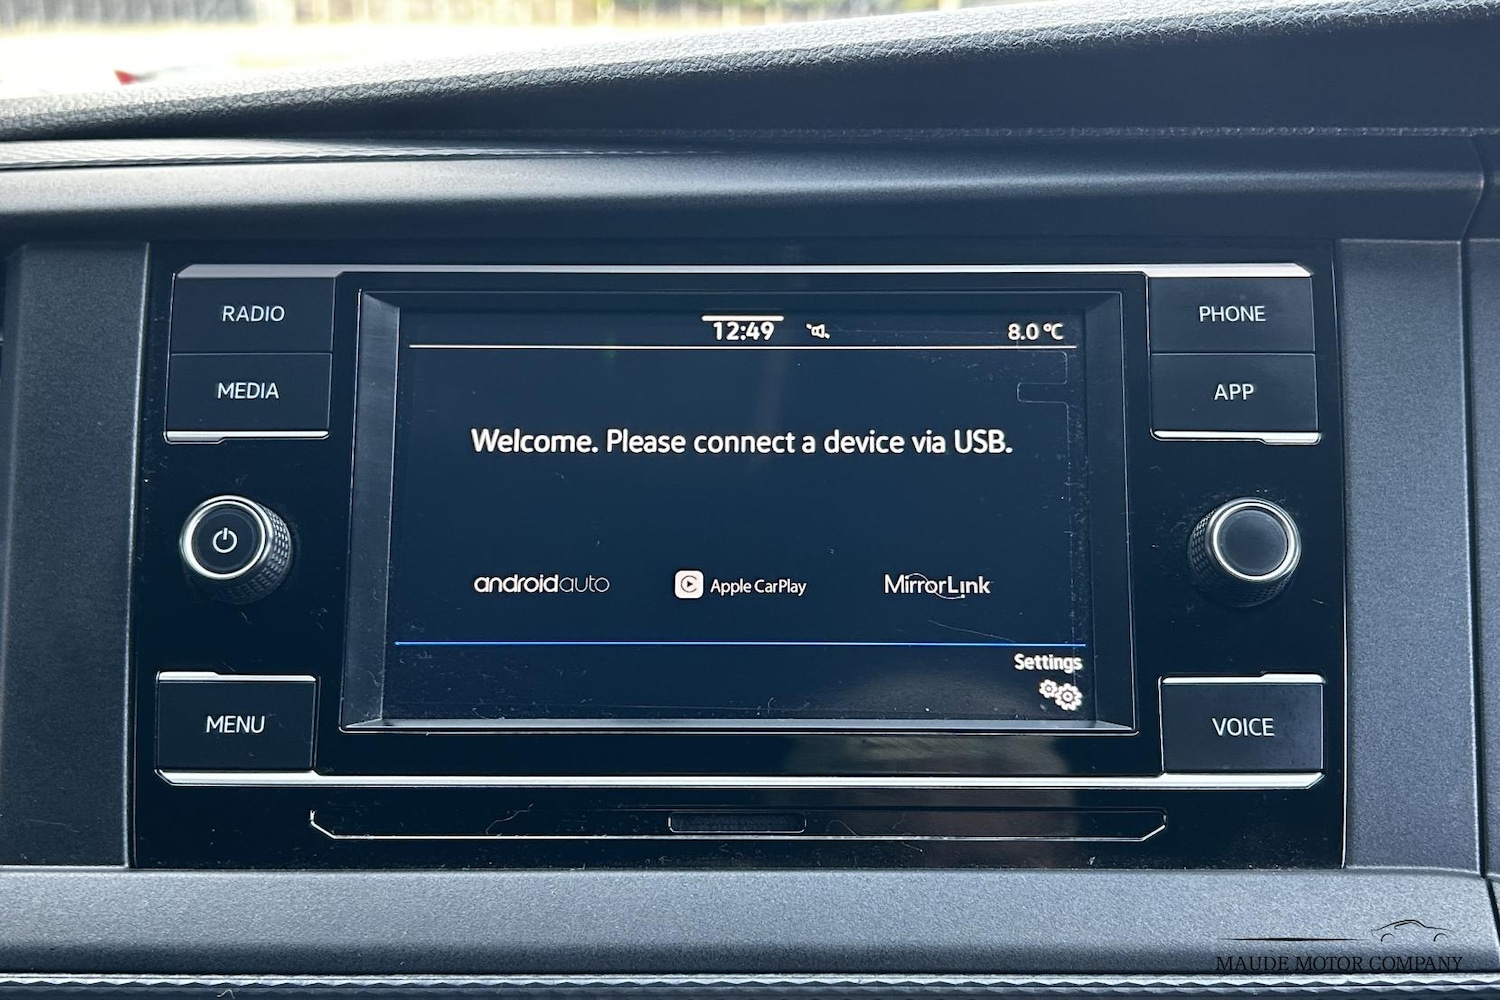 RADIO
MEDIA
MENU
12:49
8.0 °C
Welcome. Please connect a device via USB.
androidauto
Apple CarPlay
MirrorLink
Settings
PHONE
APP
VOICE
MAUDE MOTOR COMPANY